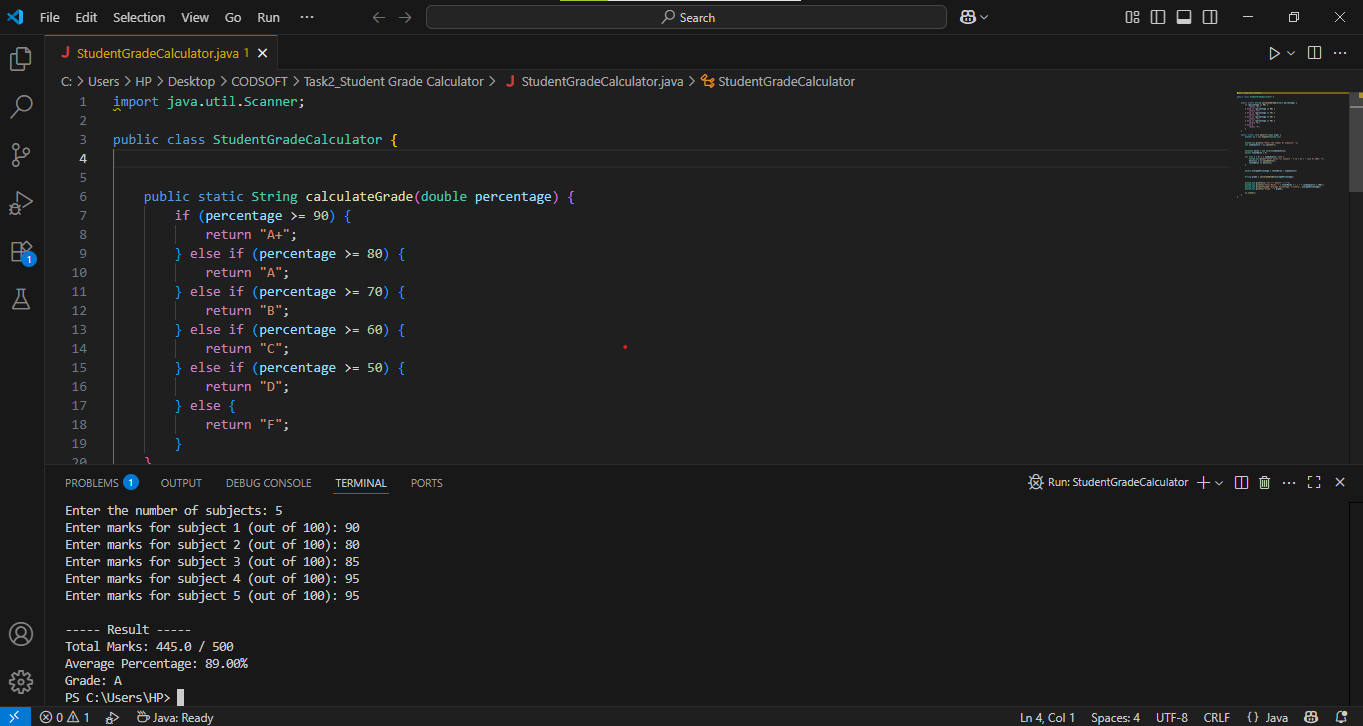 File Edit Selection View Go Run ··· Search
J StudentGradeCalculator.java 1
C: > Users > HP > Desktop > CODSOFT > Task2_Student Grade Calculator > J StudentGradeCalculator.java > StudentGradeCalculator
1 import java.util.Scanner;
2
3 public class StudentGradeCalculator {
4
5
6 public static String calculateGrade(double percentage) {
7 if (percentage >= 90) {
8 return "A+";
9 } else if (percentage >= 80) {
10 return "A";
11 } else if (percentage >= 70) {
12 return "B";
13 } else if (percentage >= 60) {
14 return "C";
15 } else if (percentage >= 50) {
16 return "D";
17 } else {
18 return "F";
19 }
20 }
PROBLEMS 1 OUTPUT DEBUG CONSOLE TERMINAL PORTS Run: StudentGradeCalculator
Enter the number of subjects: 5
Enter marks for subject 1 (out of 100): 90
Enter marks for subject 2 (out of 100): 80
Enter marks for subject 3 (out of 100): 85
Enter marks for subject 4 (out of 100): 95
Enter marks for subject 5 (out of 100): 95
----- Result -----
Total Marks: 445.0 / 500
Average Percentage: 89.00%
Grade: A
PS C:\Users\HP>
0 1 Java: Ready Ln 4, Col 1 Spaces: 4 UTF-8 CRLF {} Java
1